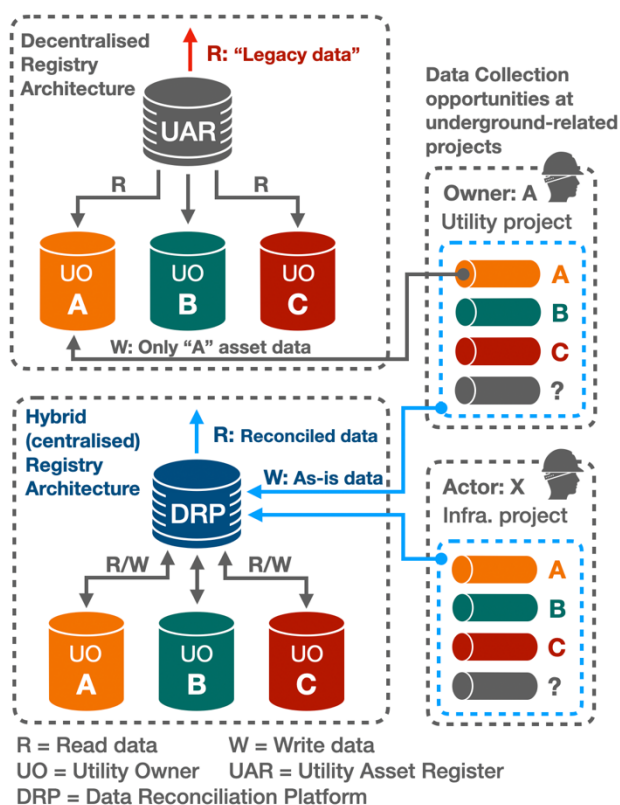 Decentralised
Registry
Architecture
R: “Legacy data”
UAR
R
R
UO
A
UO
B
UO
C
W: Only “A” asset data
Data Collection
opportunities at
underground-related
projects
Owner: A
Utility project
A
B
C
?
Hybrid
(centralised)
Registry
Architecture
R: Reconciled data
W: As-is data
DRP
R/W
R/W
UO
A
UO
B
UO
C
Actor: X
Infra. project
A
B
C
?
R = Read data W = Write data
UO = Utility Owner UAR = Utility Asset Register
DRP = Data Reconciliation Platform